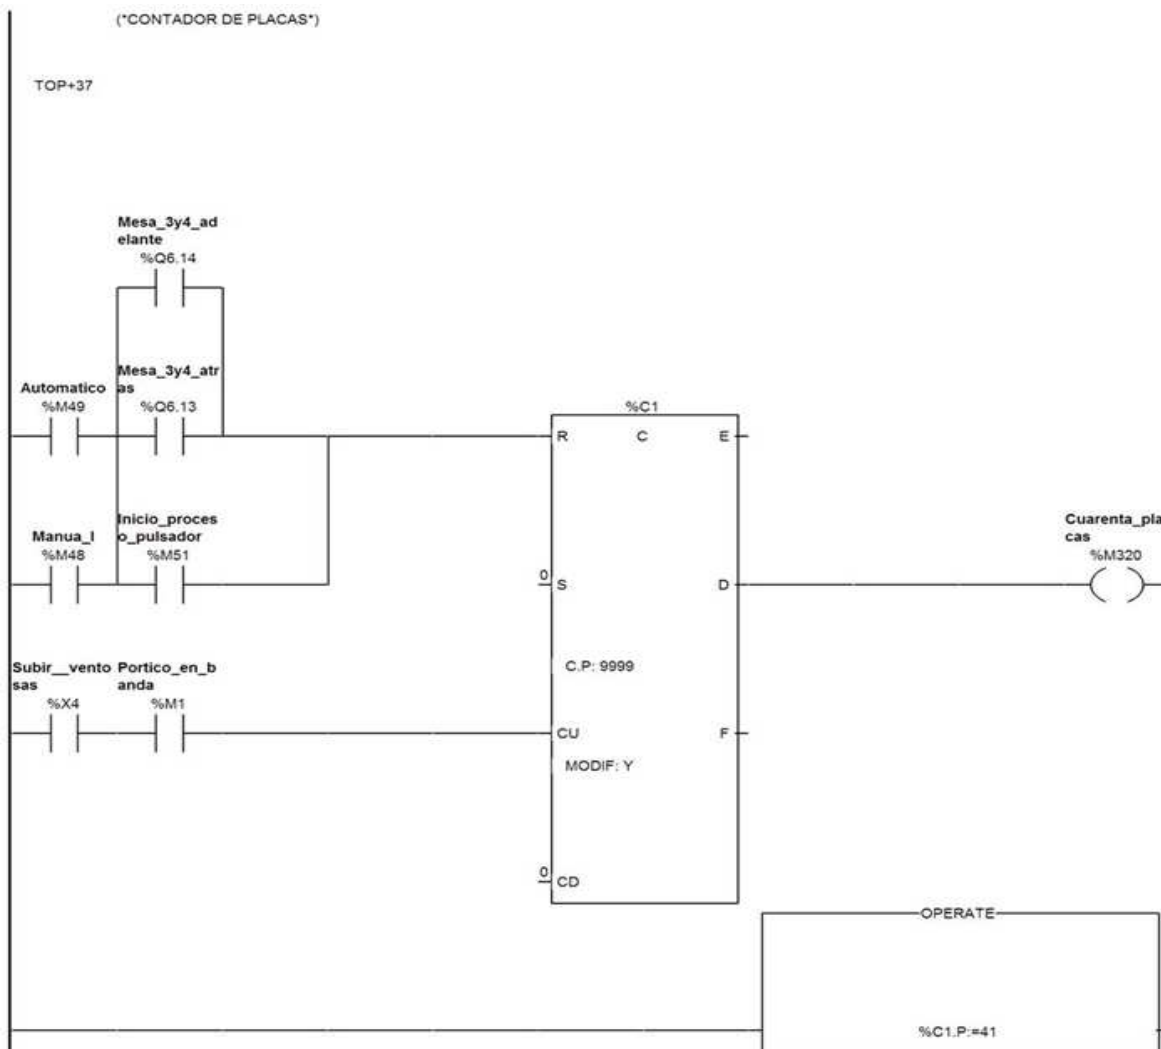 (*CONTADOR DE PLACAS*)
TOP+37
Mesa_3y4_ad
elante
%Q6.14
Mesa_3y4_atr
Automatico
as
%M49
%Q6.13
%C1
R
C
E
Inicio_proces
Manua_l
o_pulsador
%M48
%M51
Cuarenta_pla
cas
%M320
0
S
D
Subir__vento
Portico_en_b
sas
anda
%X4
%M1
C.P: 9999
CU
F
MODIF: Y
0
CD
OPERATE
%C1.P:=41